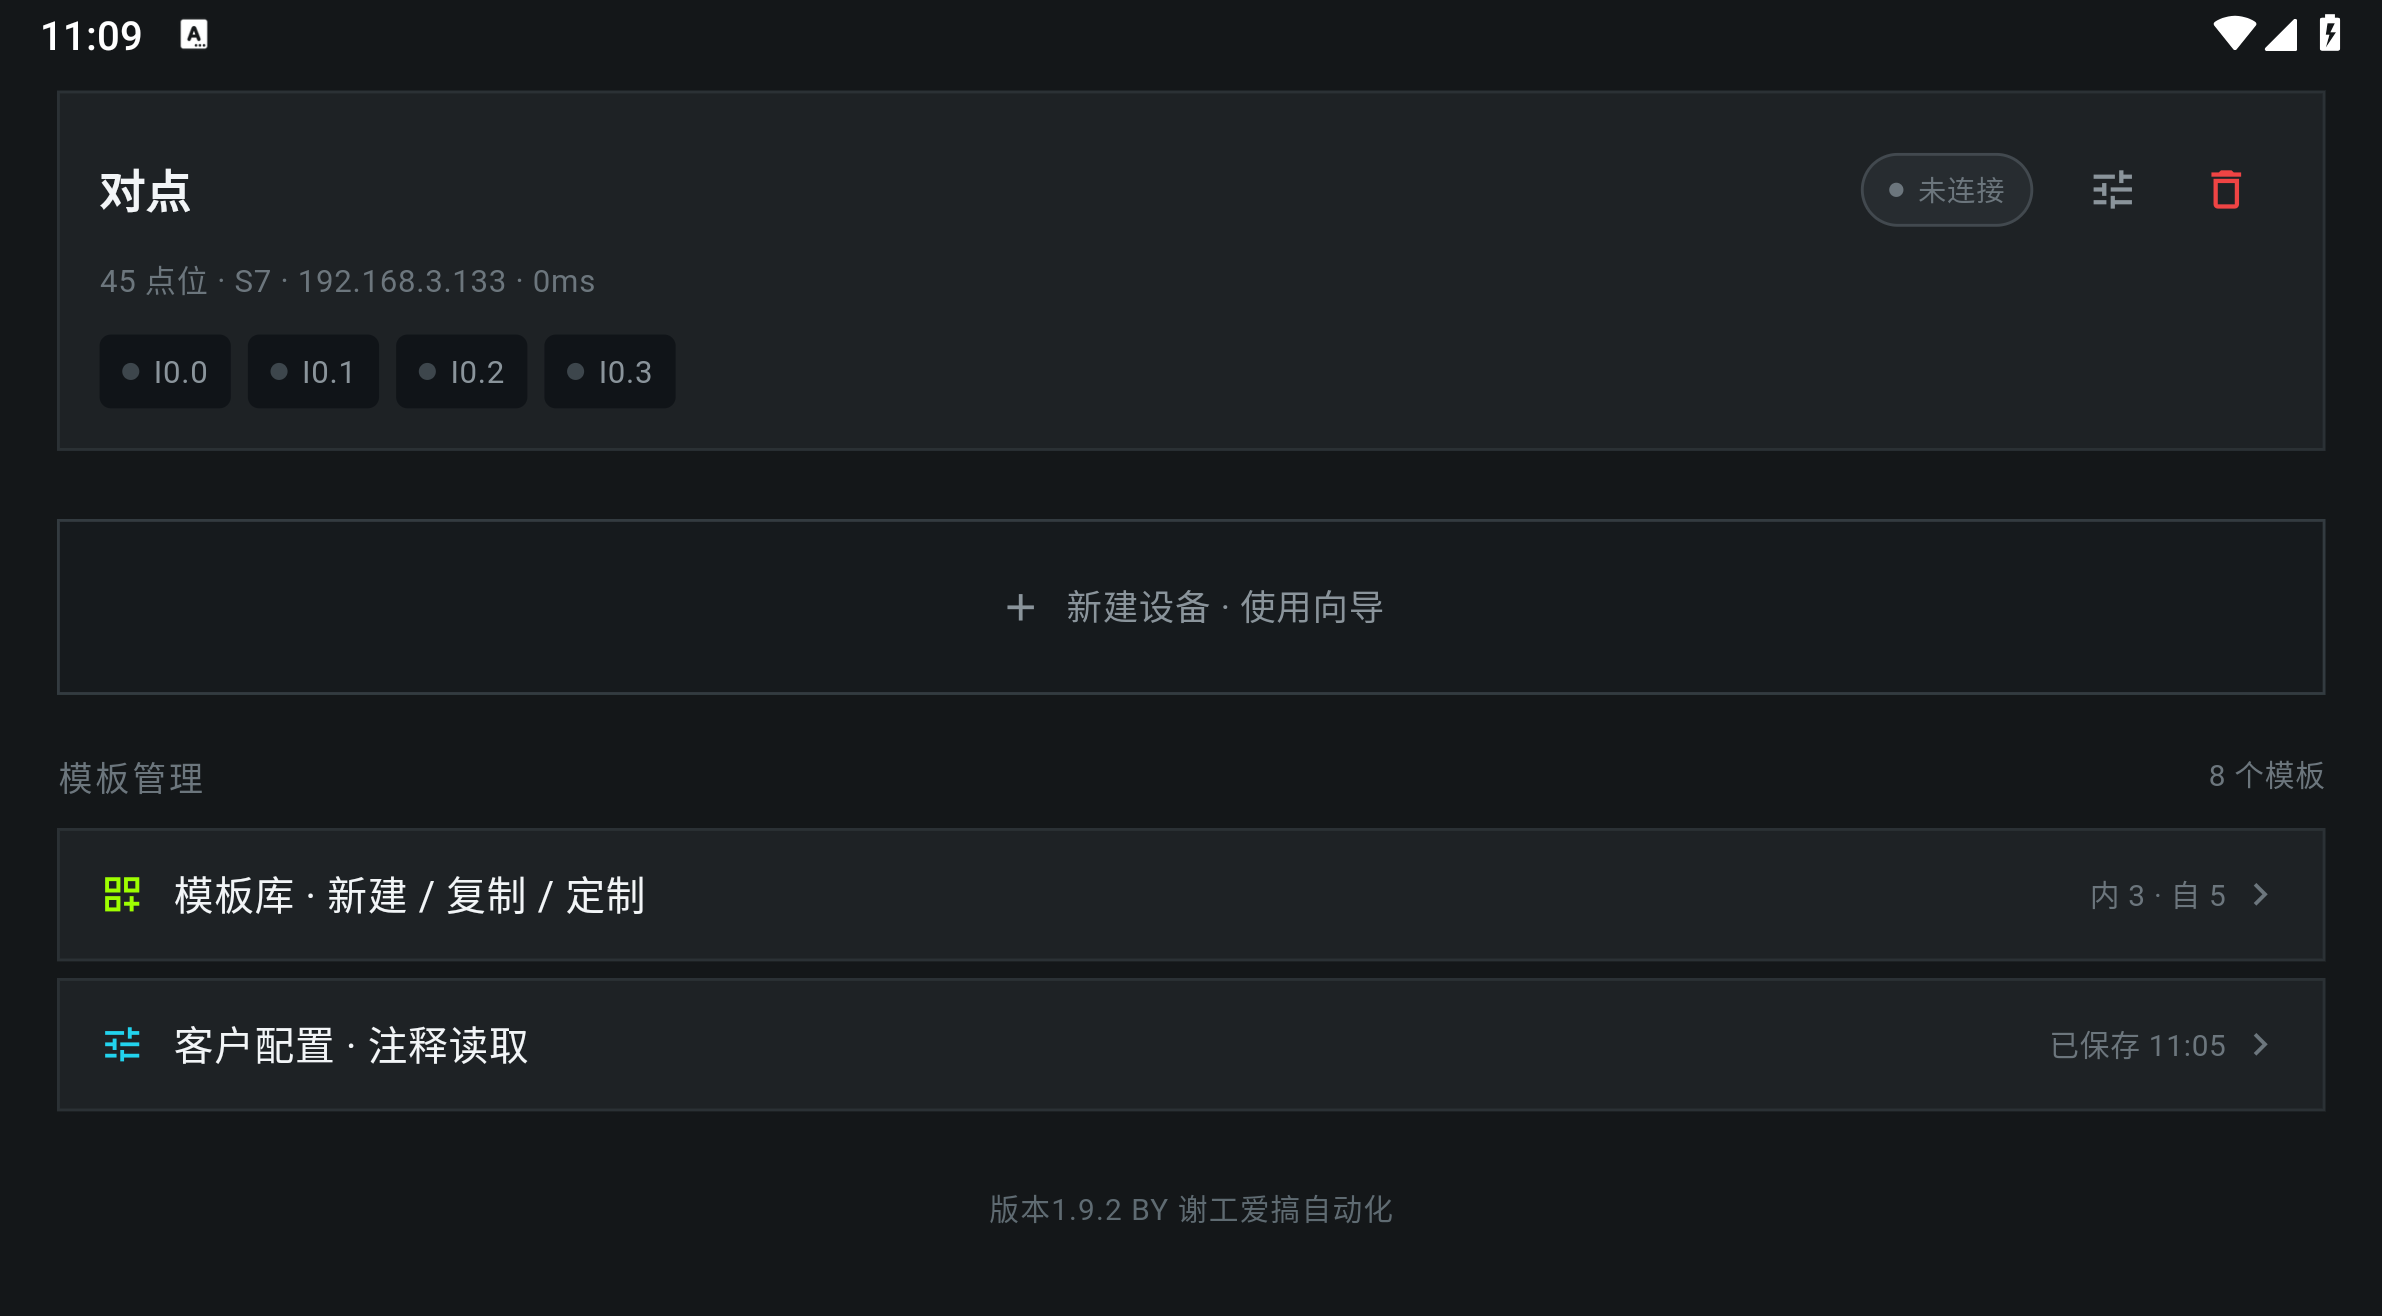 11:09
对点
未连接
45 点位 · S7 · 192.168.3.133 · 0ms
I0.0 I0.1 I0.2 I0.3
+ 新建设备 · 使用向导
模板管理
8 个模板
模板库 · 新建 / 复制 / 定制
内 3 · 自 5
客户配置 · 注释读取
已保存 11:05
版本1.9.2 BY 谢工爱搞自动化